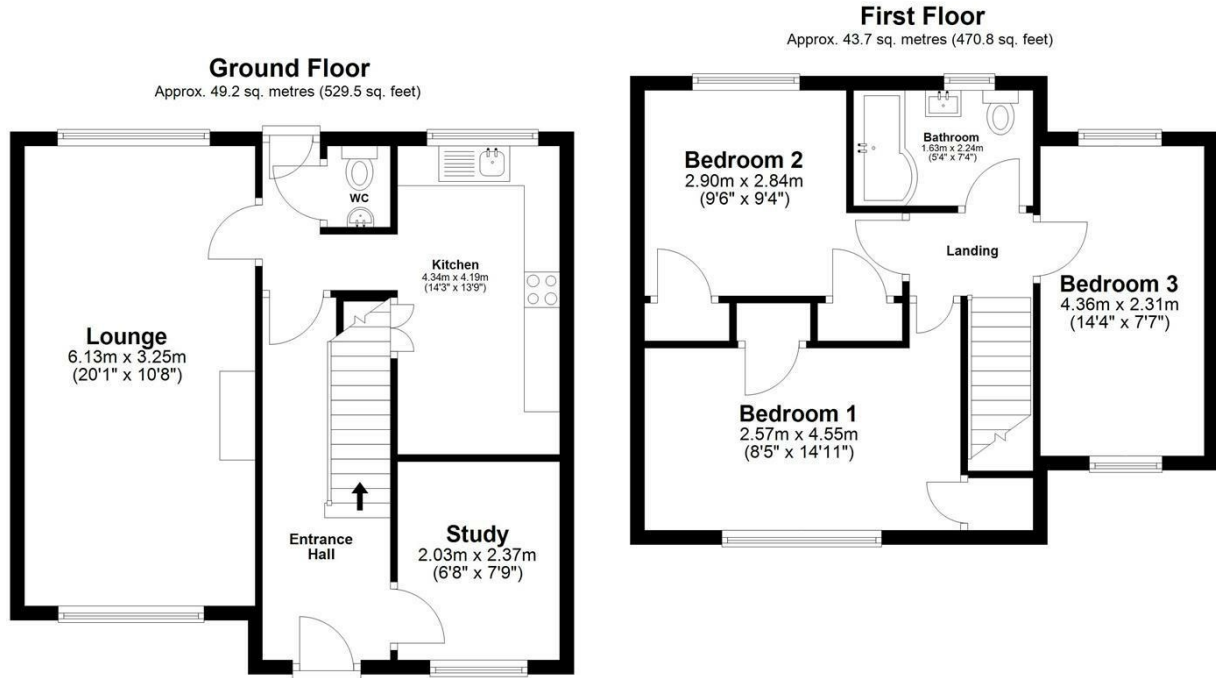 Ground Floor
Approx. 49.2 sq. metres (529.5 sq. feet)
WC
Kitchen
4.34m x 4.19m
(14'3" x 13'9")
Lounge
6.13m x 3.25m
(20'1" x 10'8")
Entrance
Hall
Study
2.03m x 2.37m
(6'8" x 7'9")
First Floor
Approx. 43.7 sq. metres (470.8 sq. feet)
Bedroom 2
2.90m x 2.84m
(9'6" x 9'4")
Bathroom
1.63m x 2.24m
(5'4" x 7'4")
Landing
Bedroom 3
4.36m x 2.31m
(14'4" x 7'7")
Bedroom 1
2.57m x 4.55m
(8'5" x 14'11")